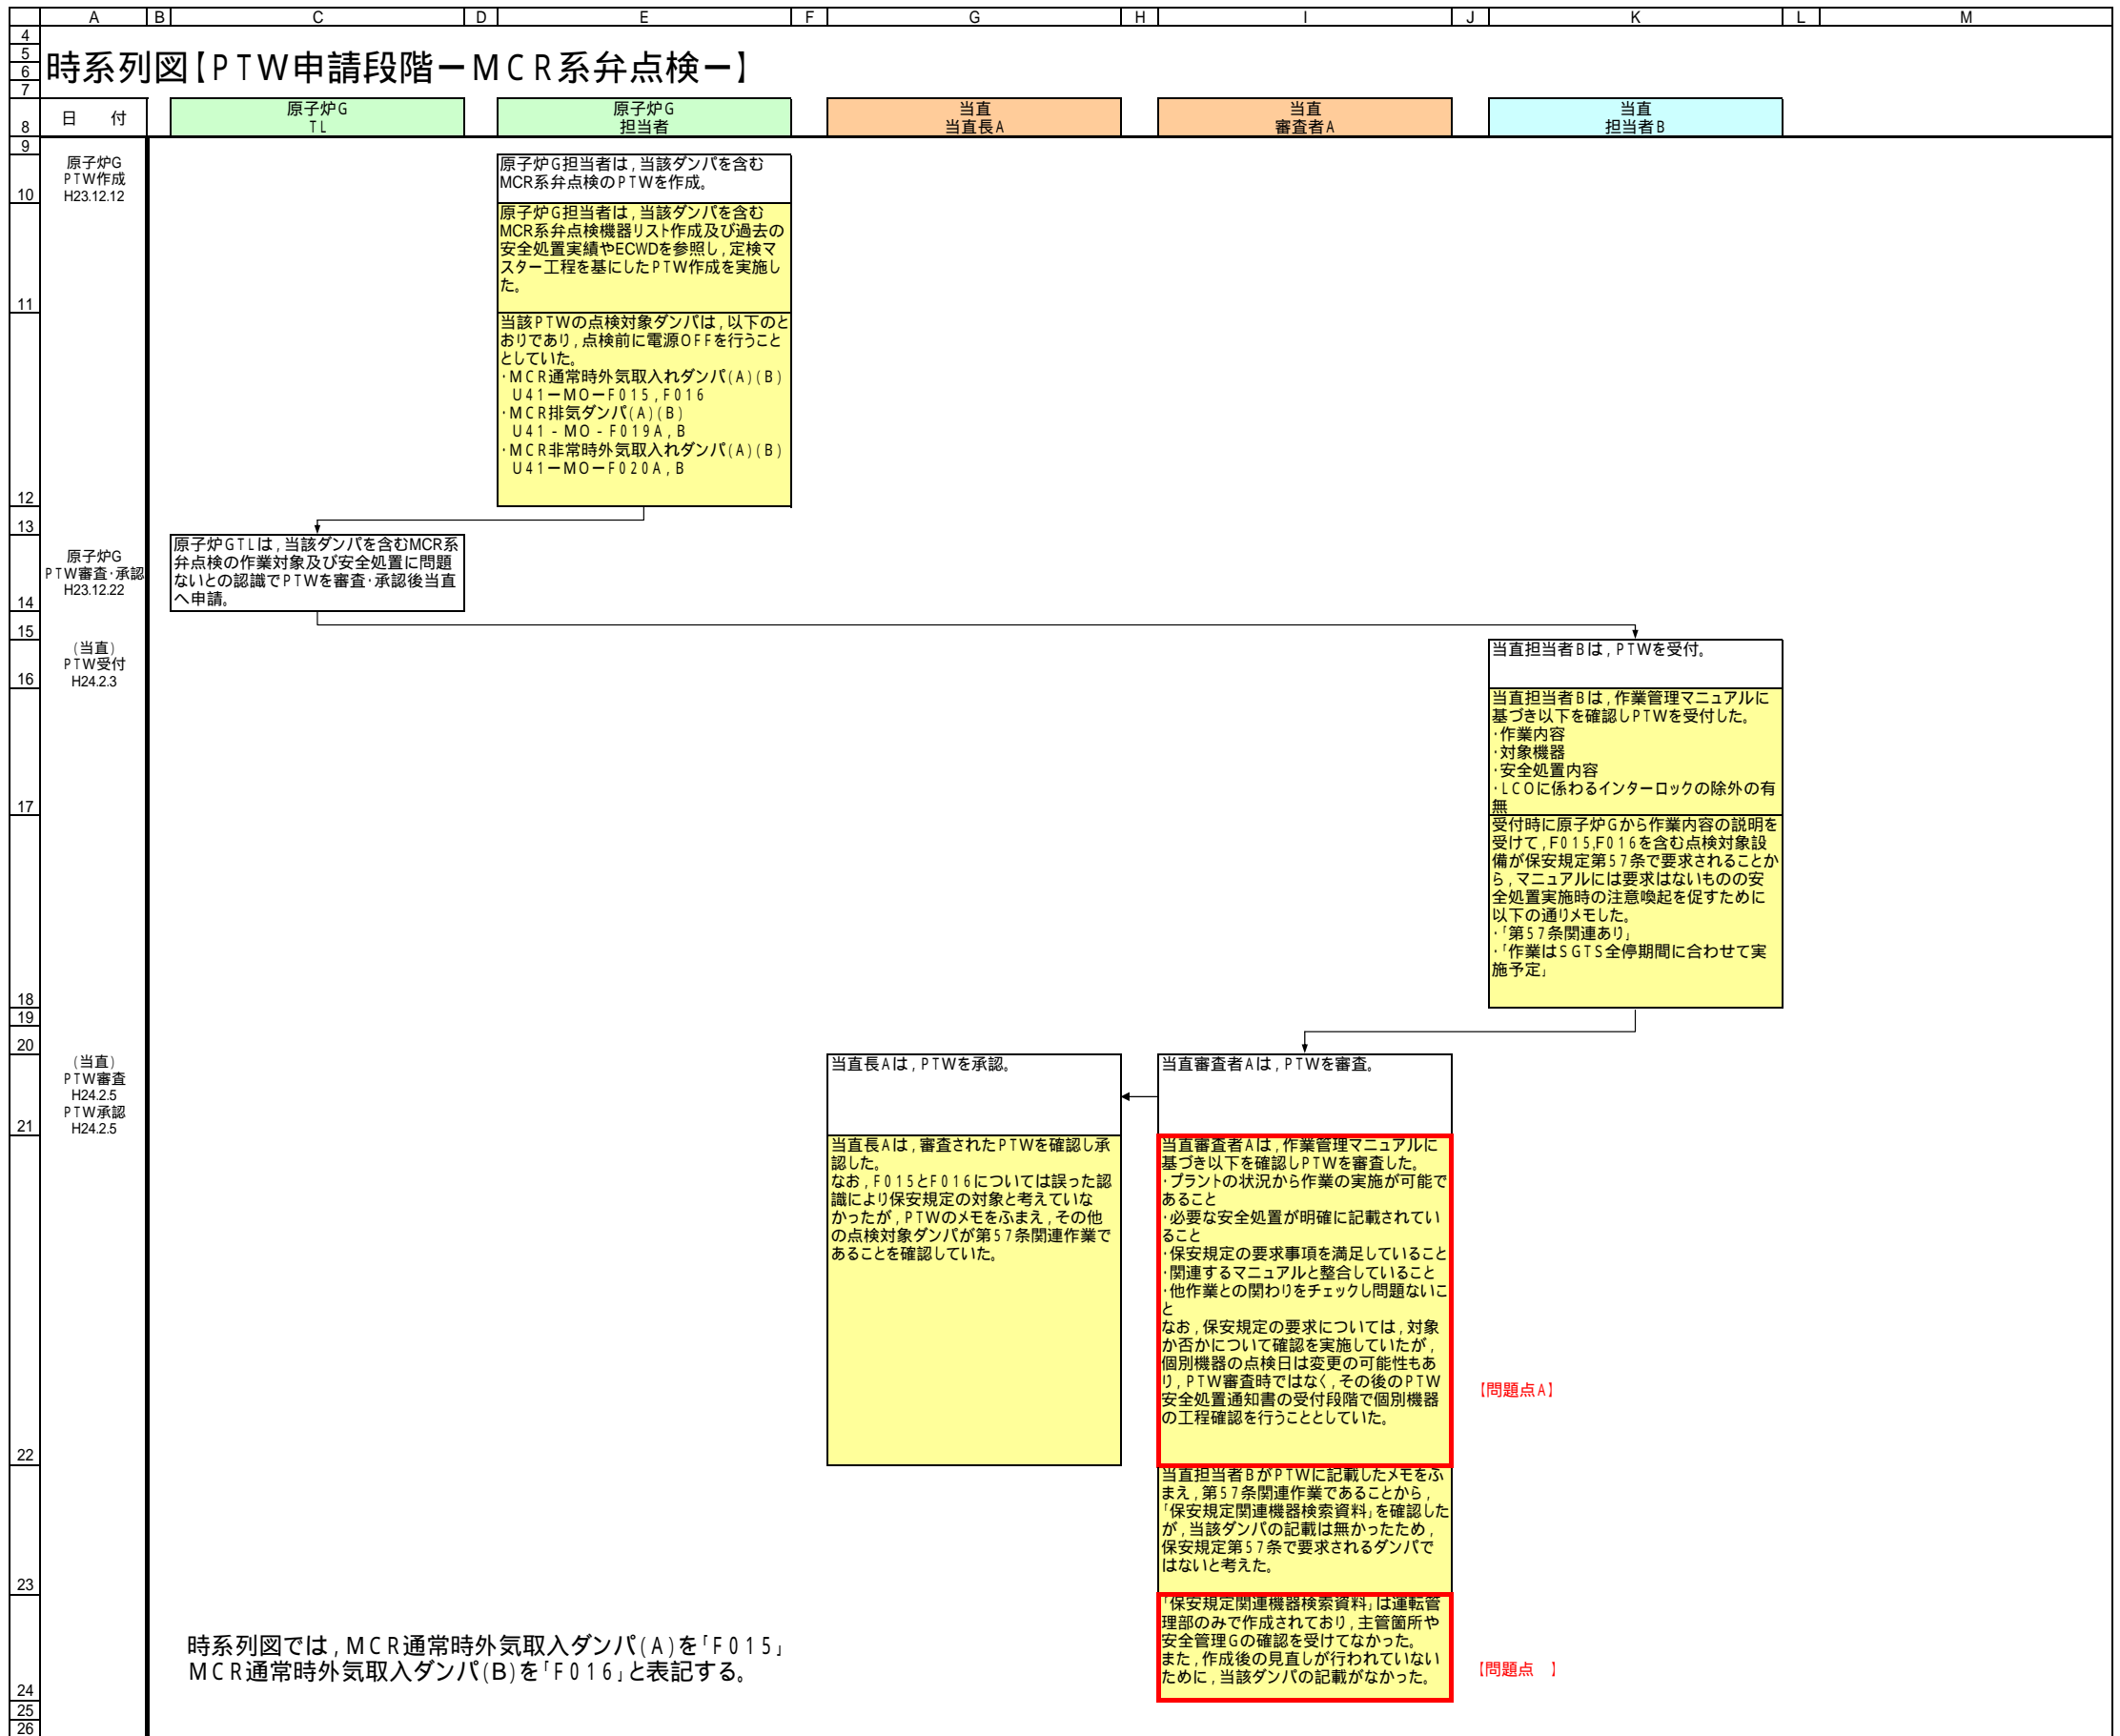 A B C D E F G H I J K L M
4
5
6
7
時系列図【PTW申請段階ーMCR系弁点検ー】
8
日　付
原子炉G
TL
原子炉G
担当者
当直
当直長A
当直
審査者A
当直
担当者B
9
10
原子炉G
PTW作成
H23.12.12
原子炉G担当者は，当該ダンパを含む
MCR系弁点検のPTWを作成。
11
原子炉G担当者は，当該ダンパを含む
MCR系弁点検機器リスト作成及び過去の
安全処置実績やECWDを参照し，定検マ
スター工程を基にしたPTW作成を実施し
た。
12
当該PTWの点検対象ダンパは，以下のと
おりであり，点検前に電源OFFを行うこと
としていた。
・MCR通常時外気取入れダンパ(A)(B)
U41ーMOーF015，F016
・MCR排気ダンパ(A)(B)
U41-MO-F019A，B
・MCR非常時外気取入れダンパ(A)(B)
U41ーMOーF020A，B
13
14
原子炉G
PTW審査・承認
H23.12.22
原子炉GTLは，当該ダンパを含むMCR系
弁点検の作業対象及び安全処置に問題
ないとの認識でPTWを審査・承認後当直
へ申請。
15
16
(当直)
PTW受付
H24.2.3
当直担当者Bは，PTWを受付。
17
当直担当者Bは，作業管理マニュアルに
基づき以下を確認しPTWを受付した。
・作業内容
・対象機器
・安全処置内容
・LCOに係わるインターロックの除外の有
無
18
受付時に原子炉Gから作業内容の説明を
受けて，F015,F016を含む点検対象設
備が保安規定第57条で要求されることか
ら，マニュアルには要求はないものの安
全処置実施時の注意喚起を促すために
以下の通りメモした。
・「第57条関連あり」
・「作業はSGTS全停期間に合わせて実
施予定」
19
20
21
(当直)
PTW審査
H24.2.5
PTW承認
H24.2.5
当直長Aは，PTWを承認。
当直審査者Aは，PTWを審査。
22
当直長Aは，審査されたPTWを確認し承
認した。
なお，F015とF016については誤った認
識により保安規定の対象と考えていな
かったが，PTWのメモをふまえ，その他
の点検対象ダンパが第57条関連作業で
あることを確認していた。
当直審査者Aは，作業管理マニュアルに
基づき以下を確認しPTWを審査した。
・プラントの状況から作業の実施が可能で
あること
・必要な安全処置が明確に記載されてい
ること
・保安規定の要求事項を満足していること
・関連するマニュアルと整合していること
・他作業との関わりをチェックし問題ないこ
と
なお，保安規定の要求については，対象
か否かについて確認を実施していたが，
個別機器の点検日は変更の可能性もあ
り，PTW審査時ではなく，その後のPTW
安全処置通知書の受付段階で個別機器
の工程確認を行うこととしていた。
【問題点A】
23
当直担当者BがPTWに記載したメモをふ
まえ，第57条関連作業であることから，
「保安規定関連機器検索資料」を確認した
が，当該ダンパの記載は無かったため，
保安規定第57条で要求されるダンパで
はないと考えた。
24
「保安規定関連機器検索資料」は運転管
理部のみで作成されており，主管箇所や
安全管理Gの確認を受けてなかった。
また，作成後の見直しが行われていない
ために，当該ダンパの記載がなかった。
【問題点　】
時系列図では，MCR通常時外気取入ダンパ(A)を「F015」
MCR通常時外気取入ダンパ(B)を「F016」と表記する。
25
26